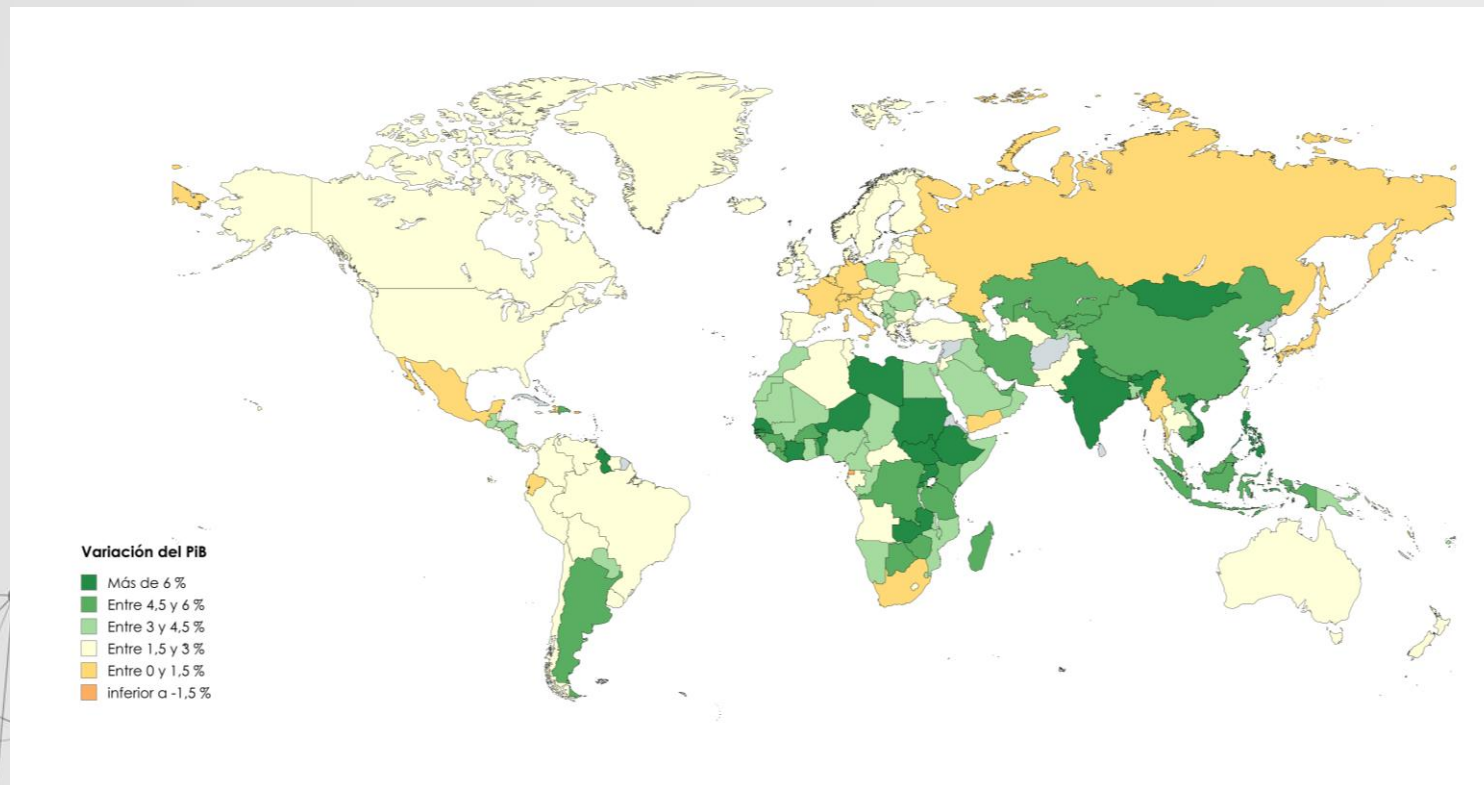 Variación del PiB
Más de 6 %
Entre 4,5 y 6 %
Entre 3 y 4,5 %
Entre 1,5 y 3 %
Entre 0 y 1,5 %
inferior a -1,5 %